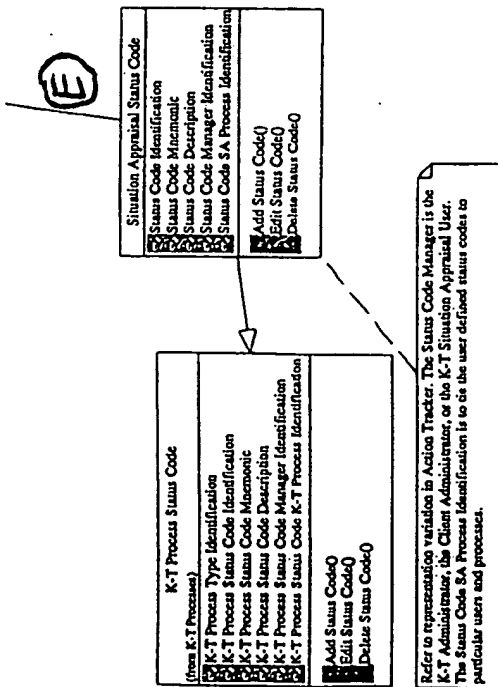 E
Situation Appraisal Status Code
Status Code Identification
Status Code Mnemonic
Status Code Description
Status Code Manager Identification
Status Code SA Process Identification
Add Status Code()
Edit Status Code()
Delete Status Code()
K-T Process Status Code
(from K-T Processes)
K-T Process Type Identification
K-T Process Status Code Identification
K-T Process Status Code Mnemonic
K-T Process Status Code Description
K-T Process Status Code Manager Identification
K-T Process Status Code K-T Process Identification
Add Status Code()
Edit Status Code()
Delete Status Code()
Refer to representation variation in Action Tracker. The Status Code Manager is the
K-T Administrator, the Client Administrator, or the K-T Situation Appraisal User.
The Status Code SA Process Identification is to tie the user defined status codes to
particular users and processes.